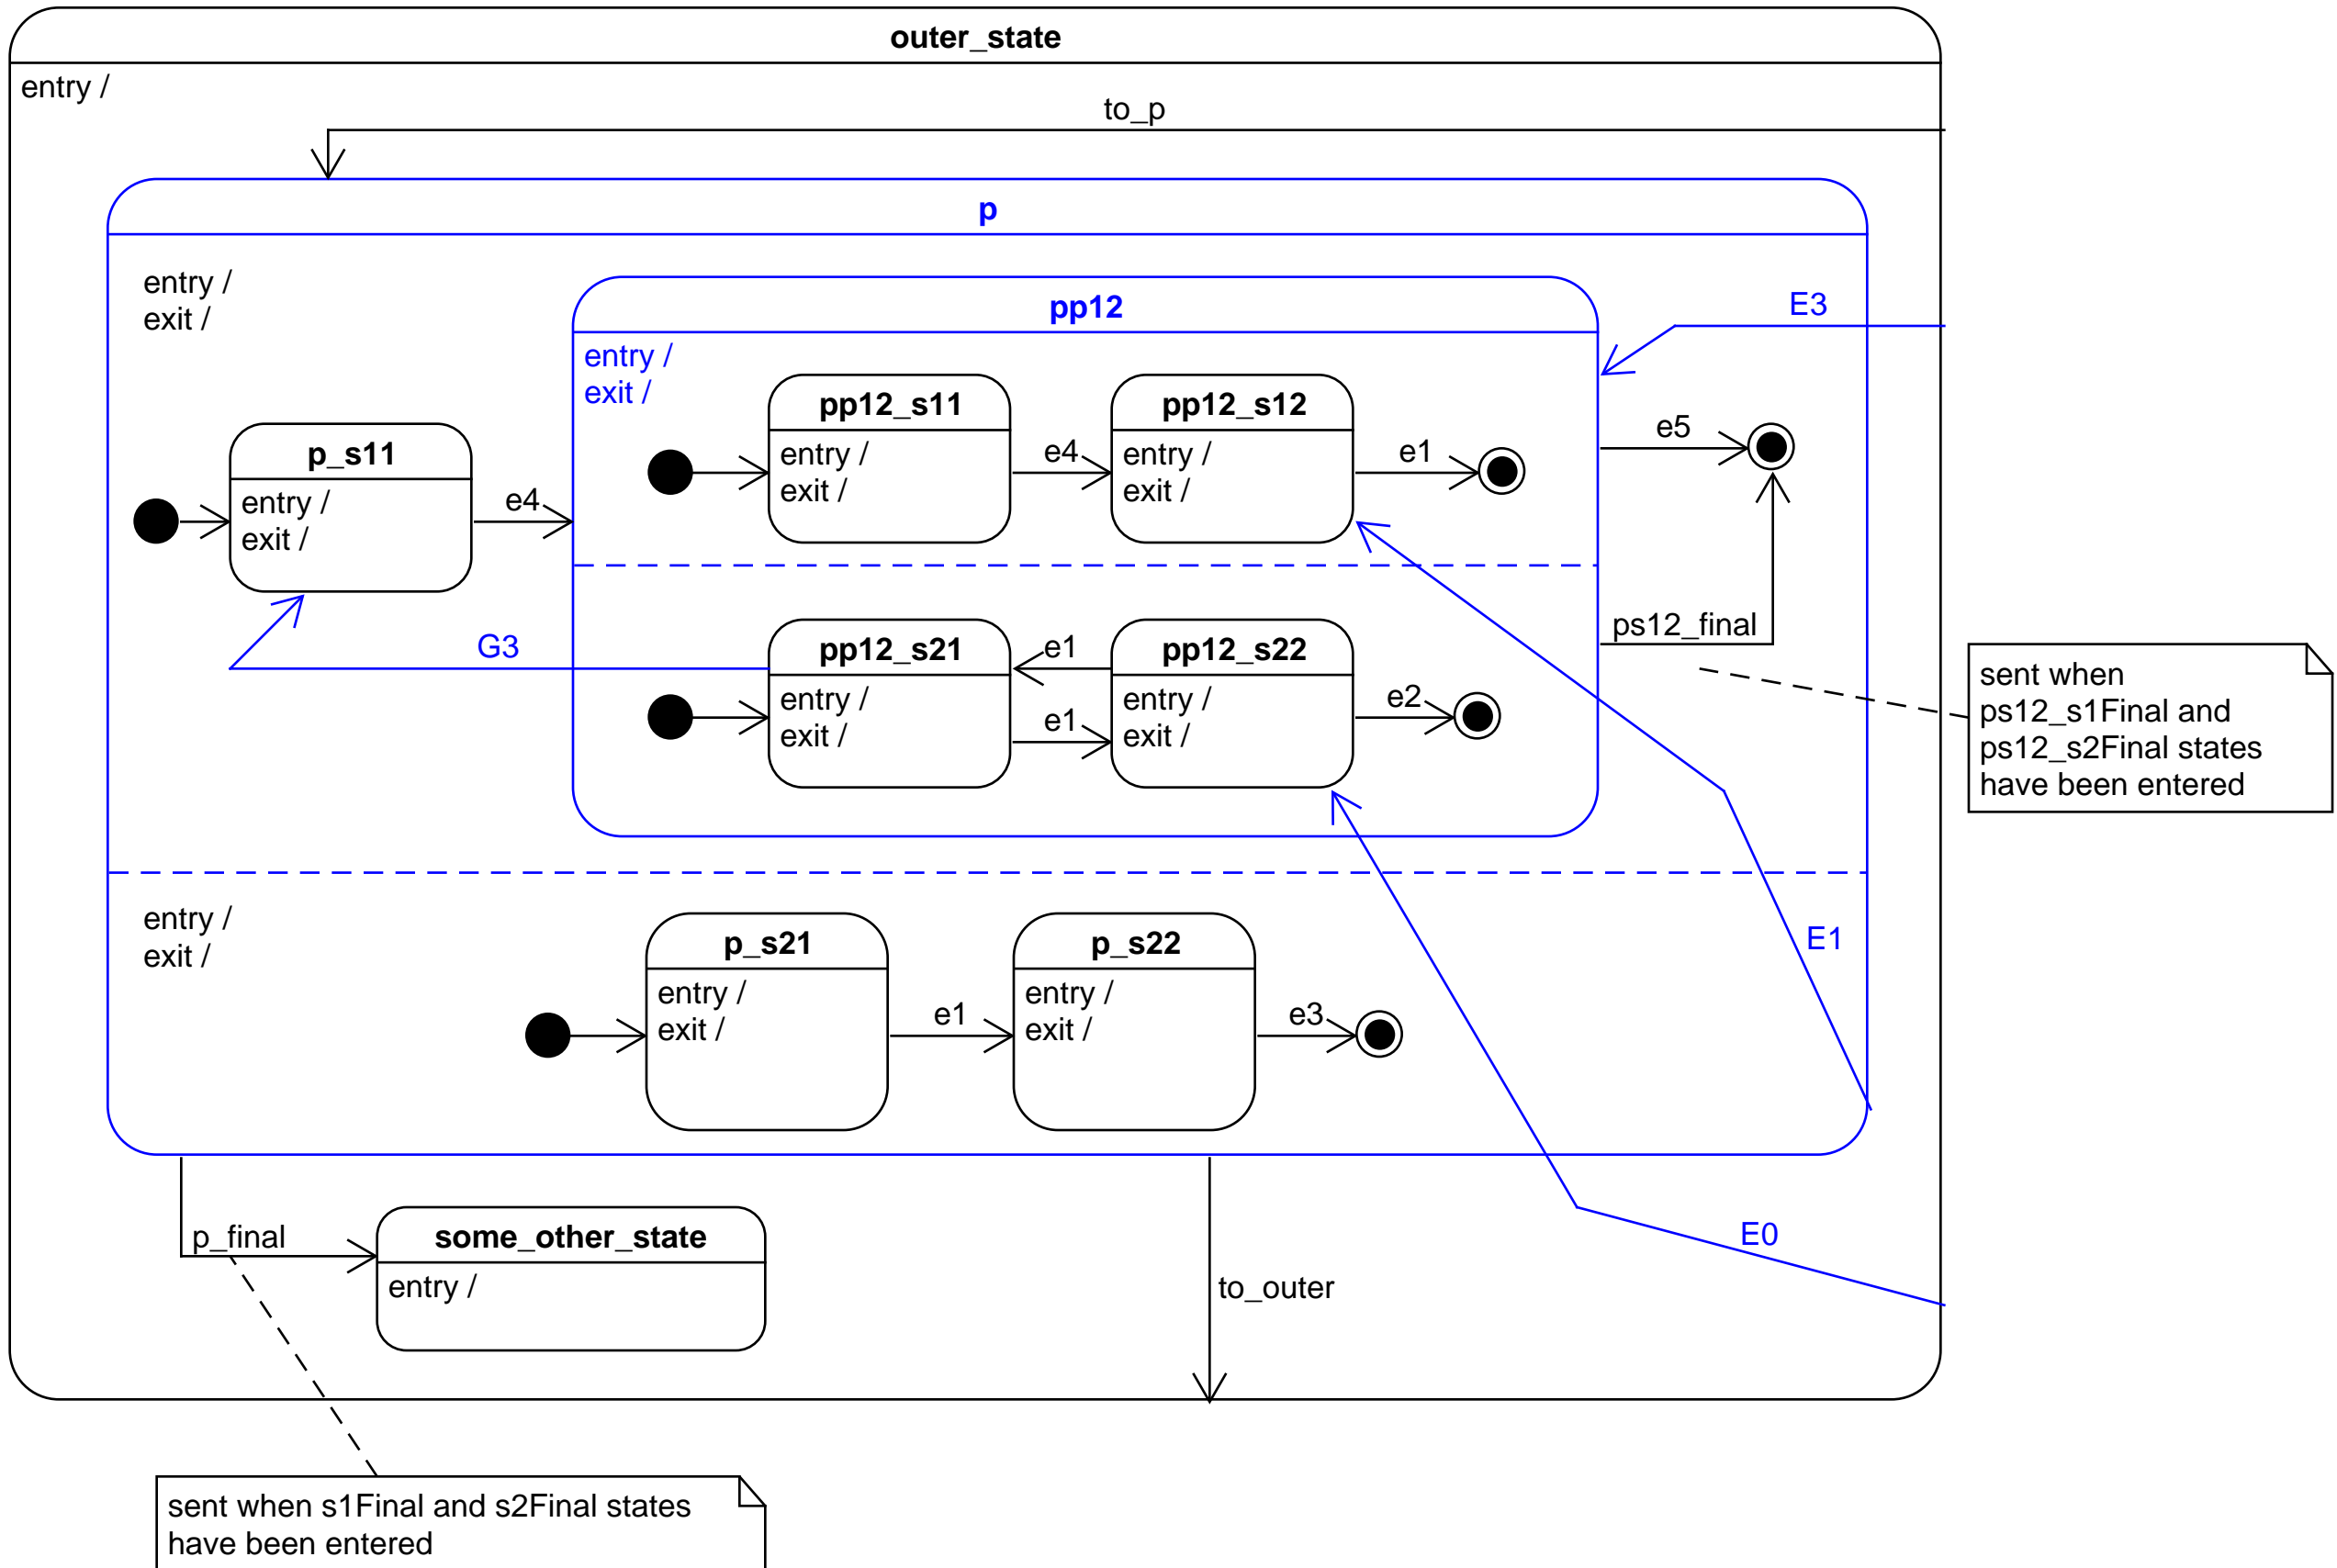 outer_state
entry /
to_p
p
entry /
exit /
pp12
E3
entry /
exit /
pp12_s11
entry /
exit /
e4
pp12_s12
entry /
exit /
e1
e5
p_s11
entry /
exit /
e4
ps12_final
G3
pp12_s21
entry /
exit /
e1
e1
pp12_s22
entry /
exit /
e2
sent when
ps12_s1Final and
ps12_s2Final states
have been entered
entry /
exit /
p_s21
entry /
exit /
e1
p_s22
entry /
exit /
e3
E1
p_final
some_other_state
entry /
to_outer
E0
sent when s1Final and s2Final states
have been entered